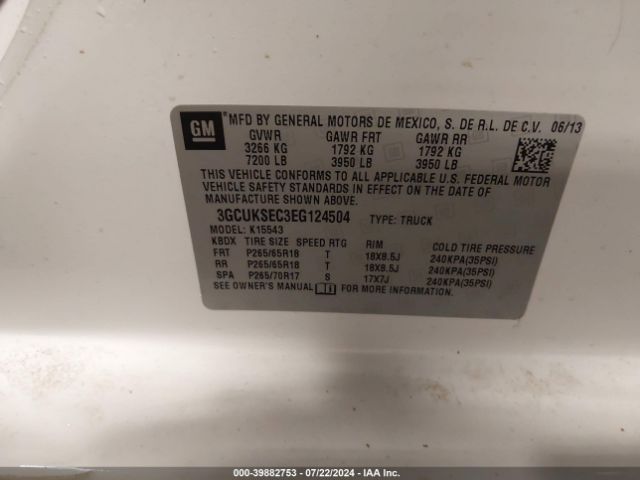 GM
MFD BY GENERAL MOTORS DE MEXICO, S. DE R.L. DE C.V. 06/13
GVWR GAWR FRT GAWR RR
3266 KG 1792 KG 1792 KG
7200 LB 3950 LB 3950 LB
THIS VEHICLE CONFORMS TO ALL APPLICABLE U.S. FEDERAL MOTOR
VEHICLE SAFETY STANDARDS IN EFFECT ON THE DATE OF
MANUFACTURE SHOWN ABOVE.
3GCUKSEC3EG124504 TYPE: TRUCK
MODEL: K15543
KBDX TIRE SIZE SPEED RTG RIM COLD TIRE PRESSURE
FRT P265/65R18 T 18X8.5J 240KPA(35PSI)
RR P265/65R18 T 18X8.5J 240KPA(35PSI)
SPA P265/70R17 S 17X7J 240KPA(35PSI)
SEE OWNER'S MANUAL FOR MORE INFORMATION.
000-39882753 - 07/22/2024 - IAA Inc.